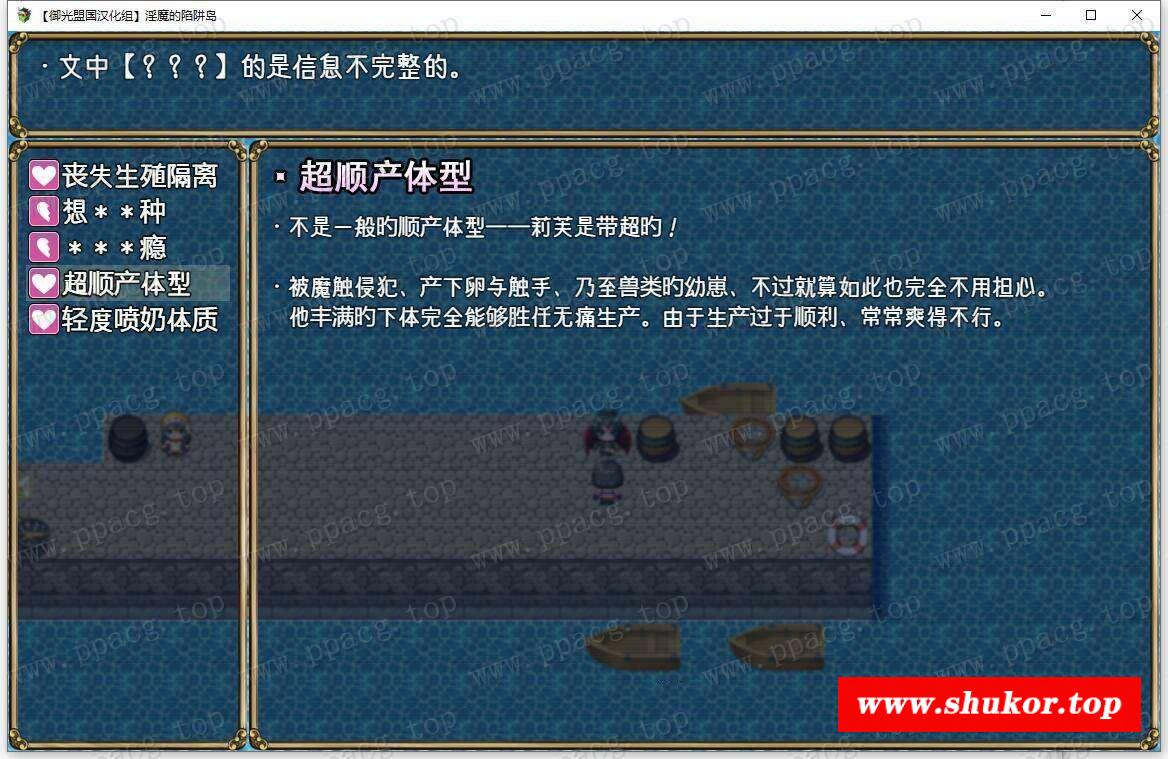 【御光盟国汉化组】淫魔的陷阱岛
·文中【？？？】的是信息不完整的。
丧失生殖隔离
想＊＊种
＊＊＊瘾
超顺产体型
轻度喷奶体质
· 超顺产体型
·不是一般的顺产体型——莉芙是带超的！
·被魔触侵犯、产下卵与触手、乃至兽类的幼崽、不过就算如此也完全不用担心。
他丰满的下体完全能够胜任无痛生产。由于生产过于顺利、常常爽得不行。
www.ppacg.top
www.shukor.top